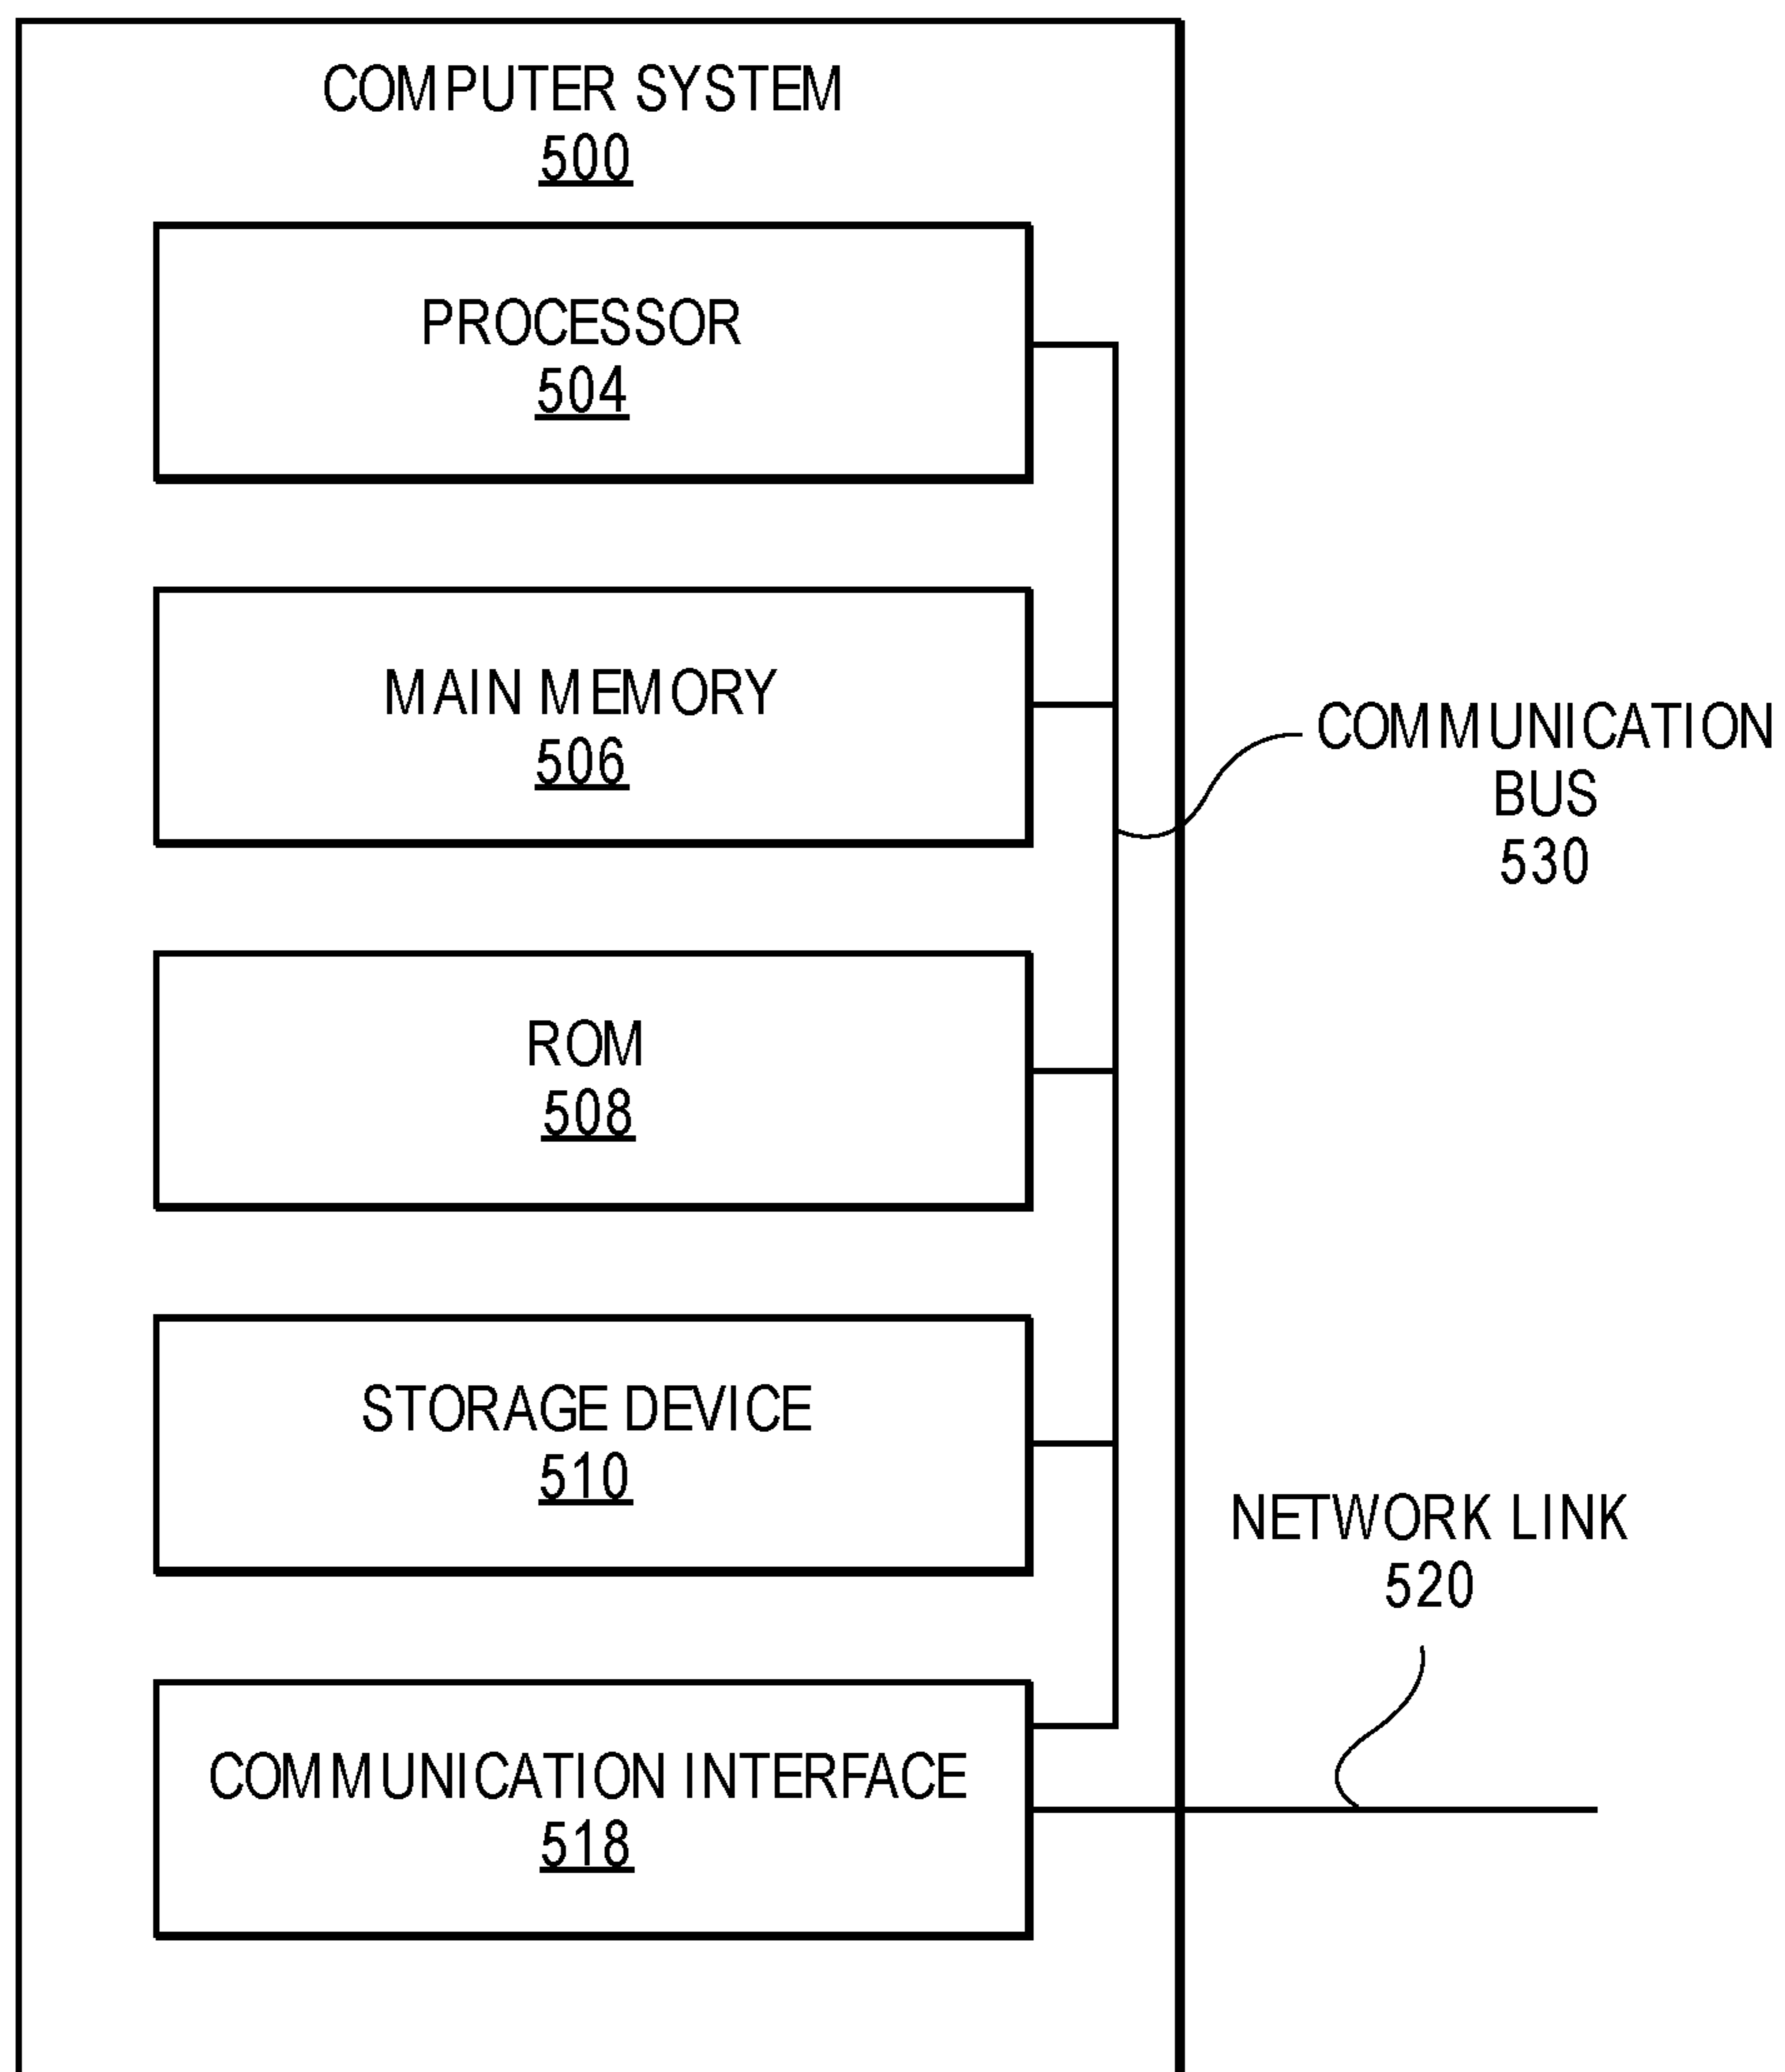 COMPUTER SYSTEM
500
PROCESSOR
504
MAIN MEMORY
506
COMMUNICATION
BUS
530
ROM
508
STORAGE DEVICE
510
NETWORK LINK
520
COMMUNICATION INTERFACE
518